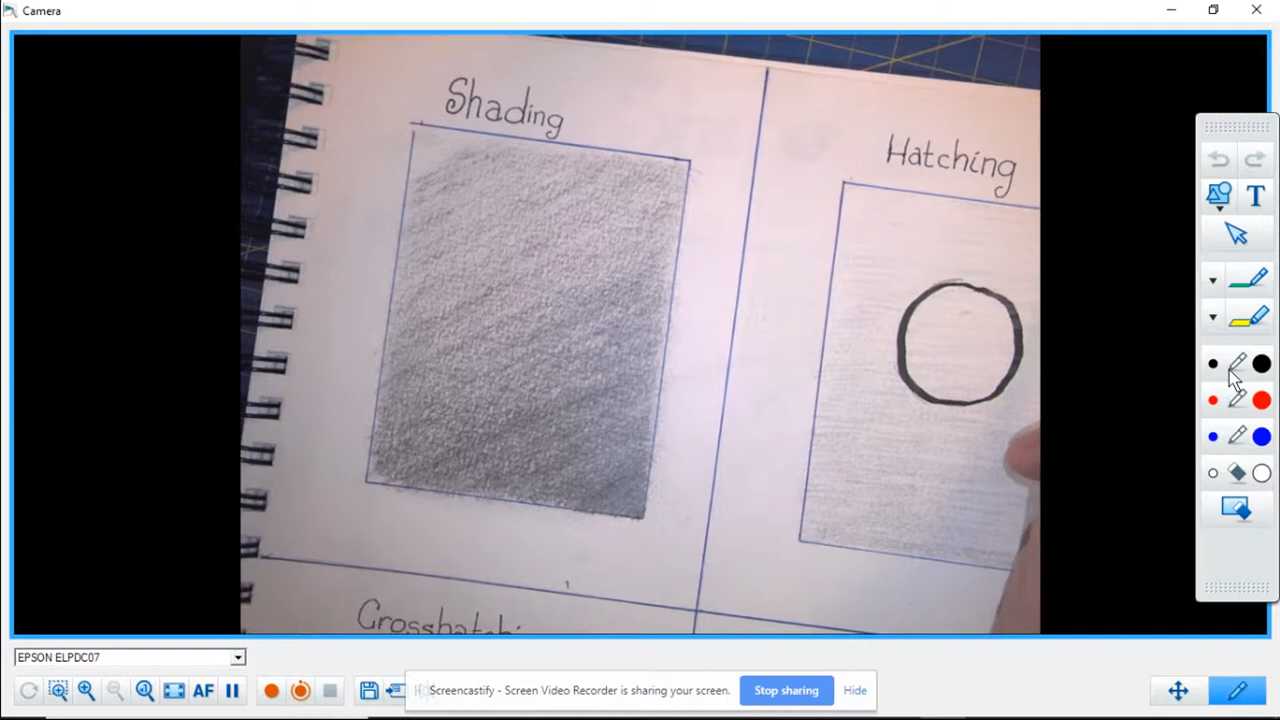 Camera
Shading
Hatching
T
EPSON ELPDC07
AF
Screencastify - Screen Video Recorder is sharing your screen.
Stop sharing
Hide